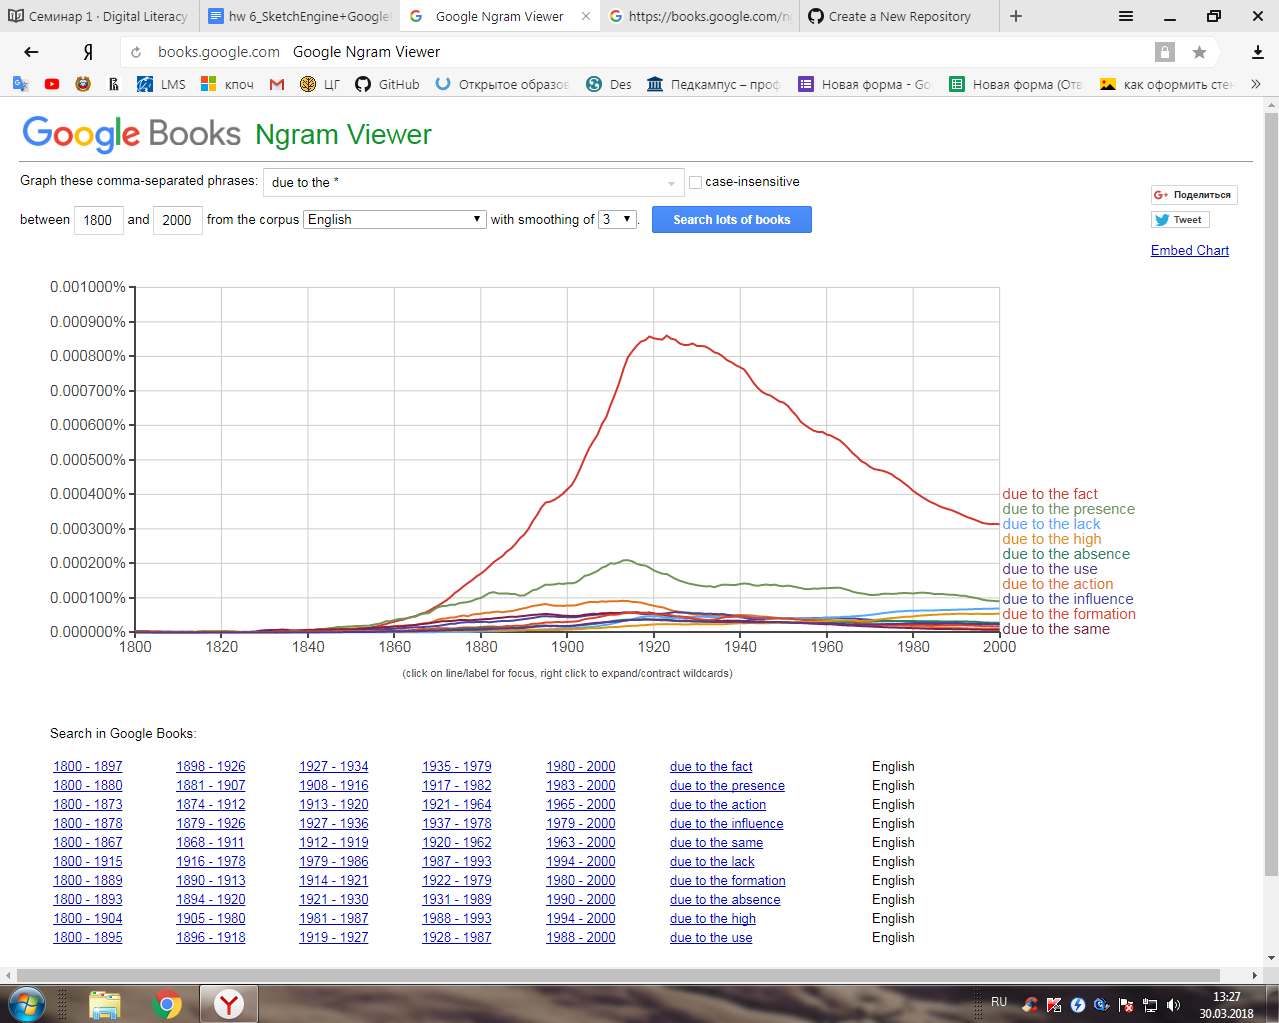 Семинар 1 · Digital Literacy
hw 6_SketchEngine+Google
Google Ngram Viewer
https://books.google.com/ng
Create a New Repository
books.google.com Google Ngram Viewer
LMS
кпоч
ЦГ
GitHub
Открытое образов
Des
Педкампус – проф
Новая форма - Go
Новая форма (Отв
как оформить стен
Google Books Ngram Viewer
Graph these comma-separated phrases: due to the * case-insensitive
between 1800 and 2000 from the corpus English with smoothing of 3 . Search lots of books
Поделиться
Tweet
Embed Chart
0.001000%
0.000900%
0.000800%
0.000700%
0.000600%
0.000500%
0.000400%
0.000300%
0.000200%
0.000100%
0.000000%
1800 1820 1840 1860 1880 1900 1920 1940 1960 1980 2000
due to the fact
due to the presence
due to the lack
due to the high
due to the absence
due to the use
due to the action
due to the influence
due to the formation
due to the same
(click on line/label for focus, right click to expand/contract wildcards)
Search in Google Books:
1800 - 1897 1898 - 1926 1927 - 1934 1935 - 1979 1980 - 2000 due to the fact English
1800 - 1880 1881 - 1907 1908 - 1916 1917 - 1982 1983 - 2000 due to the presence English
1800 - 1873 1874 - 1912 1913 - 1920 1921 - 1964 1965 - 2000 due to the action English
1800 - 1878 1879 - 1926 1927 - 1936 1937 - 1978 1979 - 2000 due to the influence English
1800 - 1867 1868 - 1911 1912 - 1919 1920 - 1962 1963 - 2000 due to the same English
1800 - 1915 1916 - 1978 1979 - 1986 1987 - 1993 1994 - 2000 due to the lack English
1800 - 1889 1890 - 1913 1914 - 1921 1922 - 1979 1980 - 2000 due to the formation English
1800 - 1893 1894 - 1920 1921 - 1930 1931 - 1989 1990 - 2000 due to the absence English
1800 - 1904 1905 - 1980 1981 - 1987 1988 - 1993 1994 - 2000 due to the high English
1800 - 1895 1896 - 1918 1919 - 1927 1928 - 1987 1988 - 2000 due to the use English
RU
13:27
30.03.2018